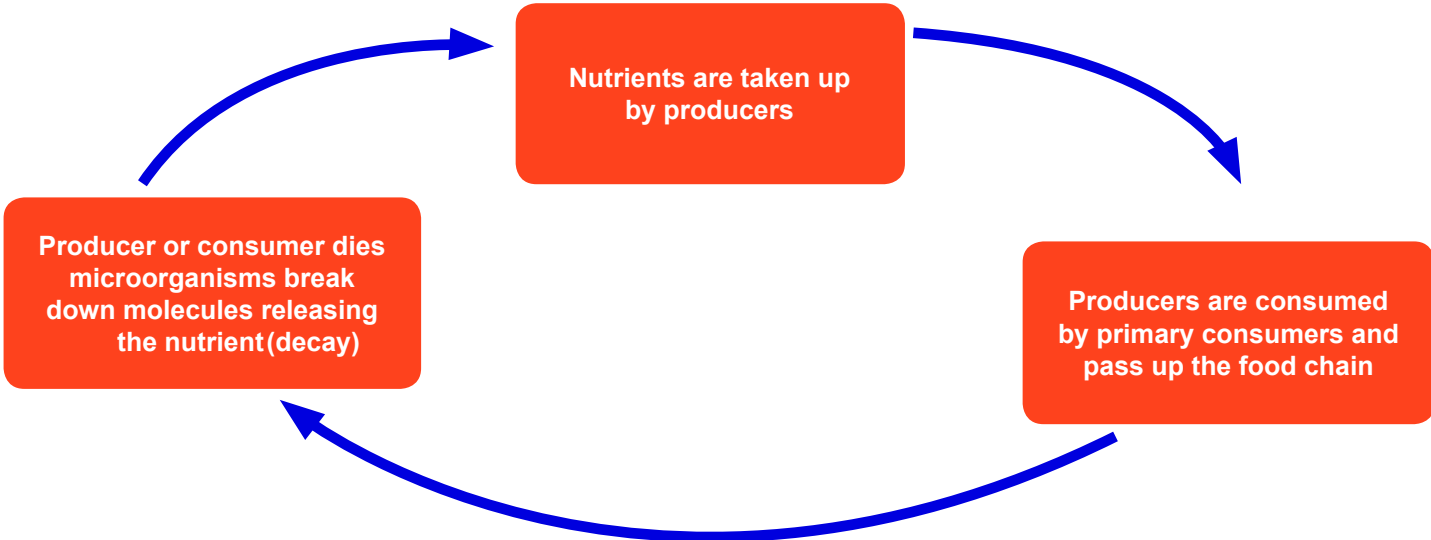 Nutrients are taken up
by producers
Producers are consumed
by primary consumers and
pass up the food chain
Producer or consumer dies
microorganisms break
down molecules releasing
the nutrient (decay)